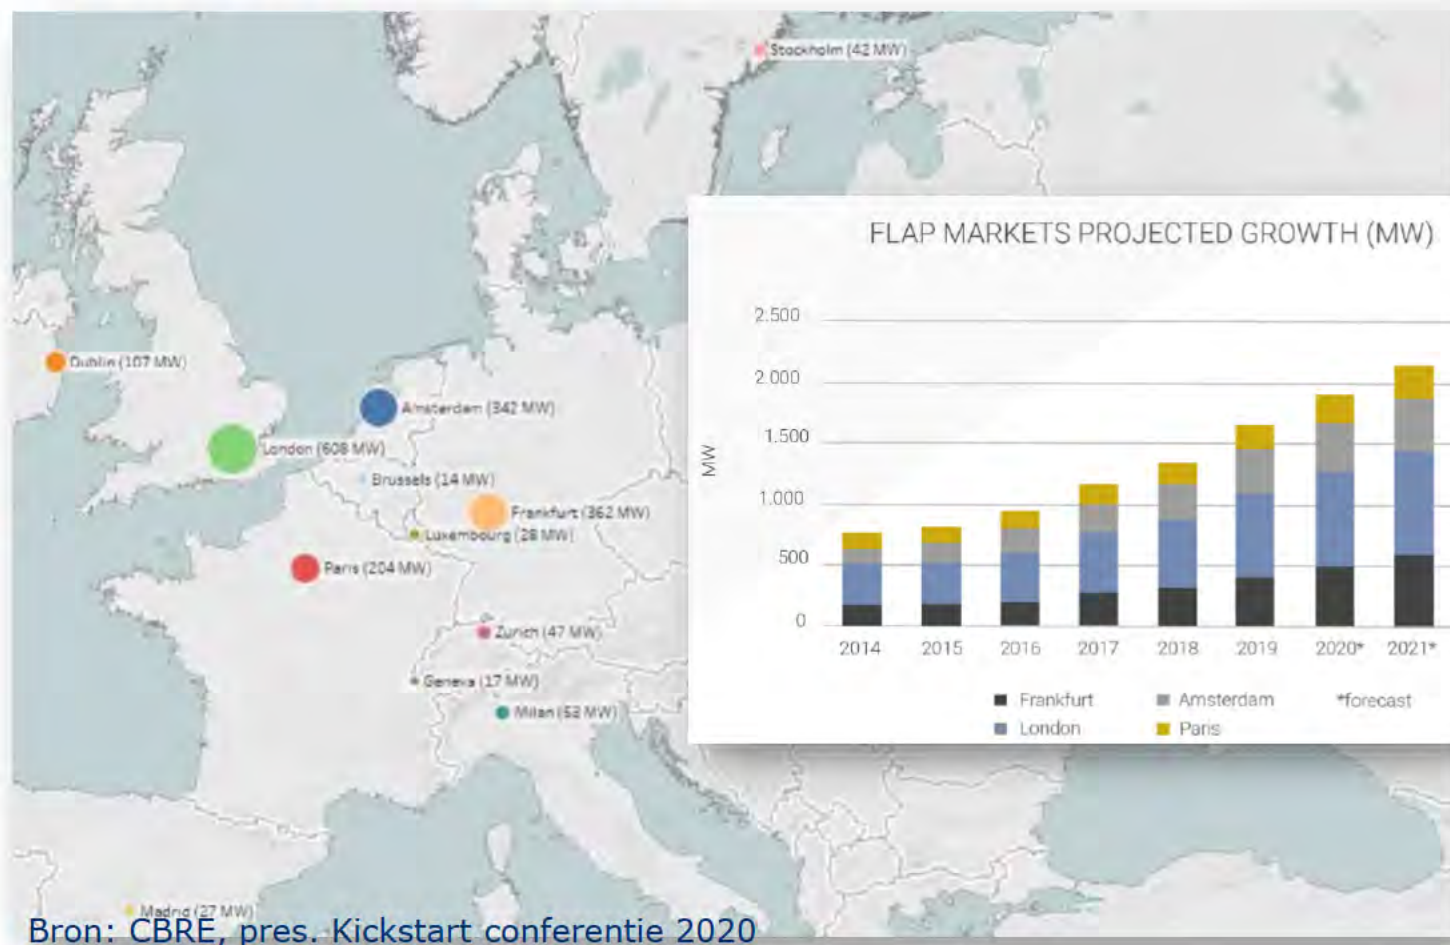 Stockholm (42 MW)
Dublin (107 MW)
Amsterdam (342 MW)
London (608 MW)
Brussels (14 MW)
Frankfurt (362 MW)
Luxembourg (28 MW)
Paris (204 MW)
Zurich (47 MW)
Geneva (17 MW)
Milan (53 MW)
Madrid (27 MW)
FLAP MARKETS PROJECTED GROWTH (MW)
MW
2.500
2 000
1.500
1.000
500
0
2014 2015 2016 2017 2018 2019 2020* 2021*
Frankfurt Amsterdam *forecast
London Paris
Bron: CBRE, pres. Kickstart conferentie 2020